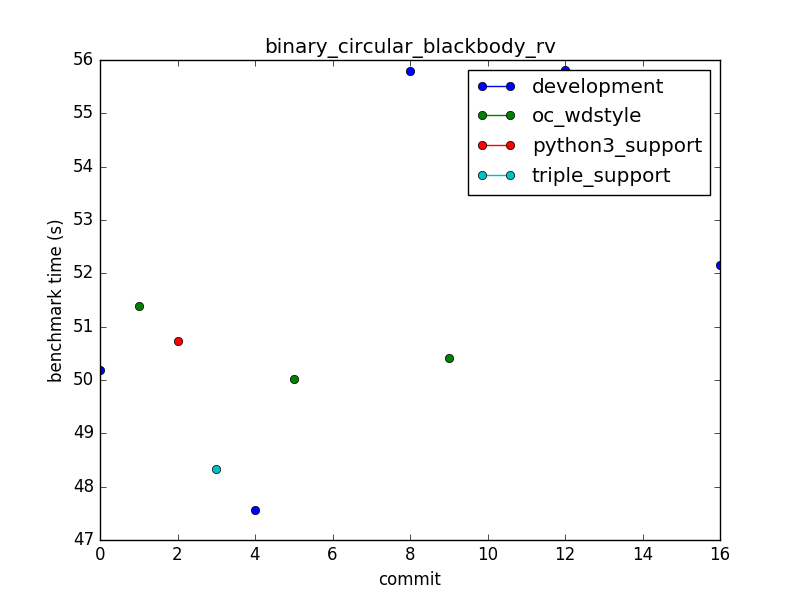 binary_circular_blackbody_rv
development
oc_wdstyle
python3_support
triple_support
benchmark time (s)
56
55
54
53
52
51
50
49
48
47
0 2 4 6 8 10 12 14 16
commit